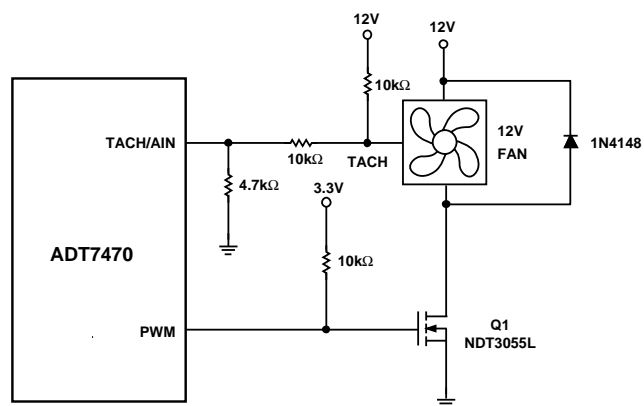 12V
12V
10kΩ
TACH/AIN
10kΩ
TACH
12V
FAN
1N4148
4.7kΩ
3.3V
ADT7470
10kΩ
PWM
Q1
NDT3055L